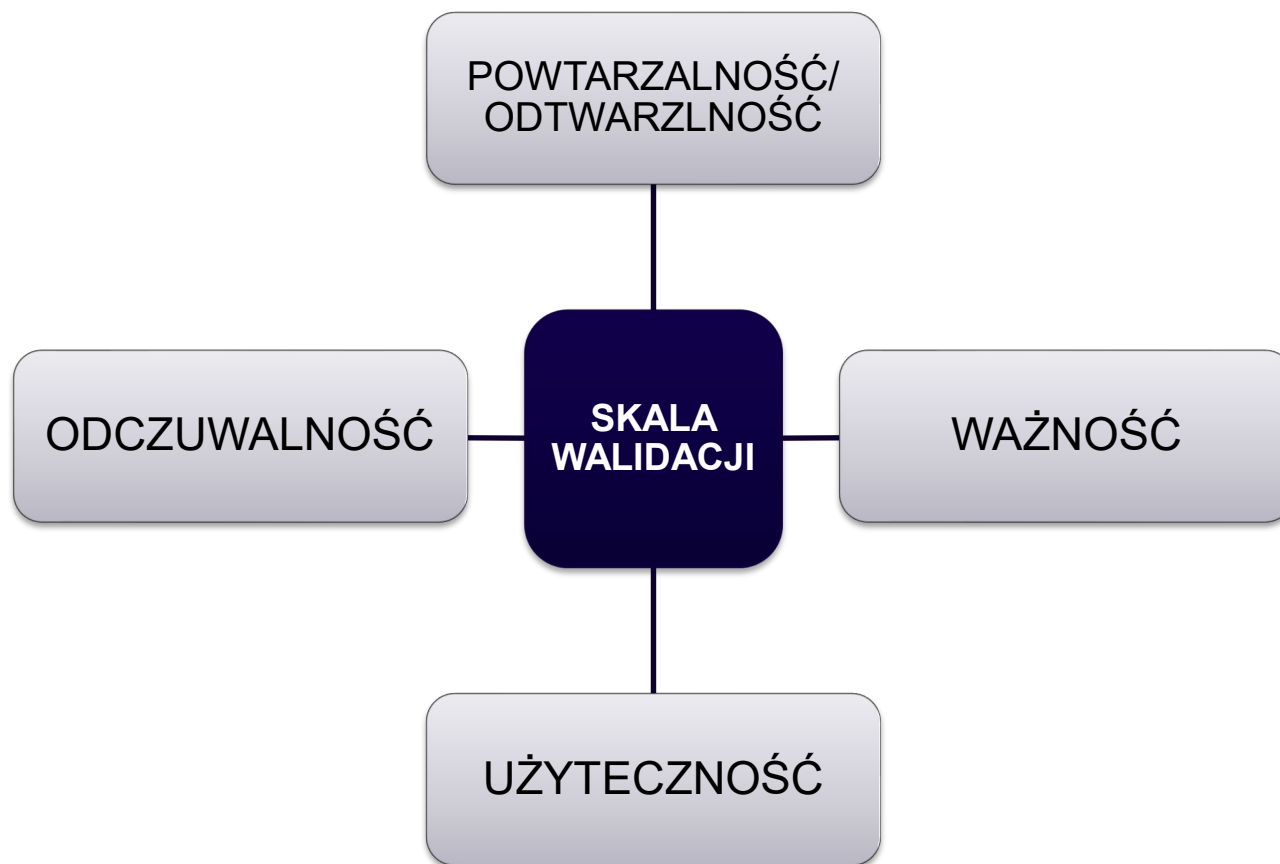 POWTARZALNOŚĆ/
ODTWARZLNOŚĆ
ODCZUWALNOŚĆ
SKALA
WALIDACJI
WAŻNOŚĆ
UŻYTECZNOŚĆ